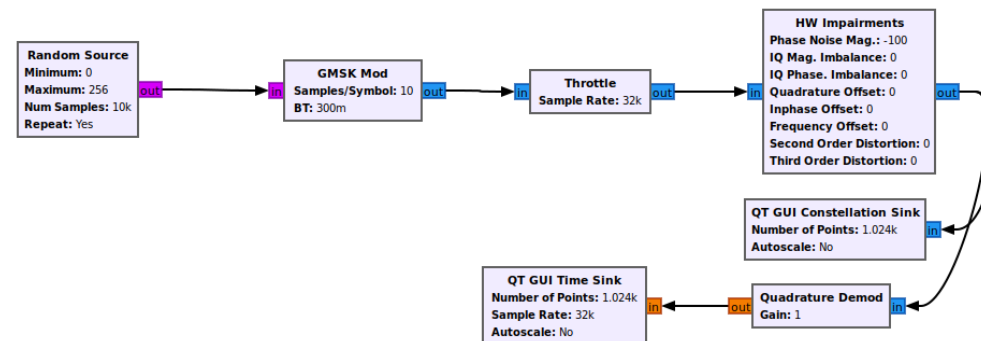 Random Source
Minimum: 0
Maximum: 256
Num Samples: 10k
Repeat: Yes
out
in
GMSK Mod
Samples/Symbol: 10
BT: 300m
out
in
Throttle
Sample Rate: 32k
out
in
HW Impairments
Phase Noise Mag.: -100
IQ Mag. Imbalance: 0
IQ Phase. Imbalance: 0
Quadrature Offset: 0
Inphase Offset: 0
Frequency Offset: 0
Second Order Distortion: 0
Third Order Distortion: 0
out
QT GUI Constellation Sink
Number of Points: 1.024k
Autoscale: No
in
QT GUI Time Sink
Number of Points: 1.024k
Sample Rate: 32k
Autoscale: No
in
out
Quadrature Demod
Gain: 1
in